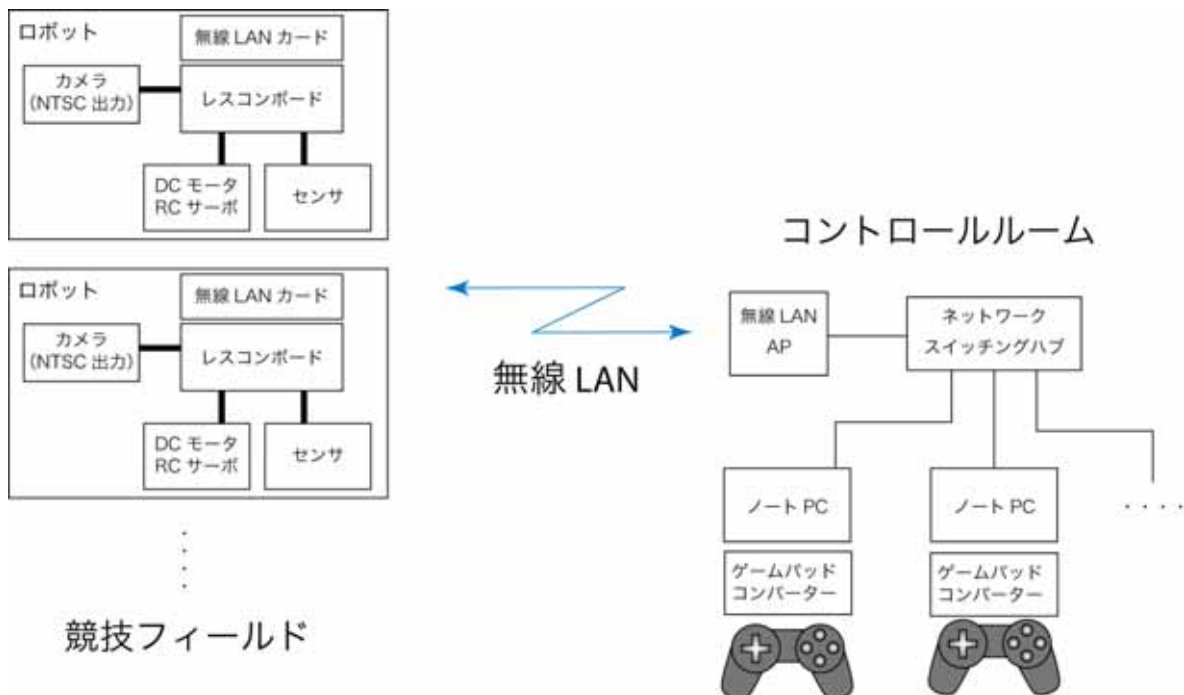 ロボット
無線 LAN カード
カメラ
(NTSC 出力)
レスコンボード
DC モータ
RC サーボ
センサ
ロボット
無線 LAN カード
カメラ
(NTSC 出力)
レスコンボード
DC モータ
RC サーボ
センサ
・・・・
競技フィールド
無線 LAN
コントロールルーム
無線 LAN
AP
ネットワーク
スイッチングハブ
ノート PC
ノート PC
・・・・
ゲームパッド
コンバーター
ゲームパッド
コンバーター